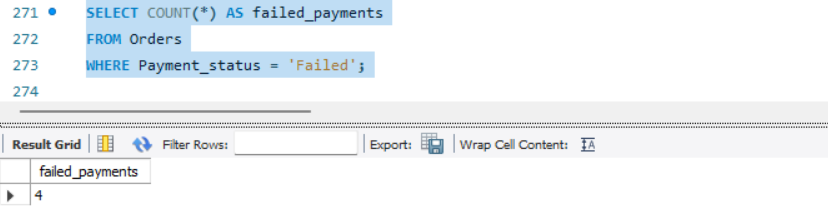 271 SELECT COUNT(*) AS failed_payments
272 FROM Orders
273 WHERE Payment_status = 'Failed';
274
Result Grid Filter Rows: Export: Wrap Cell Content: IA
failed_payments
4